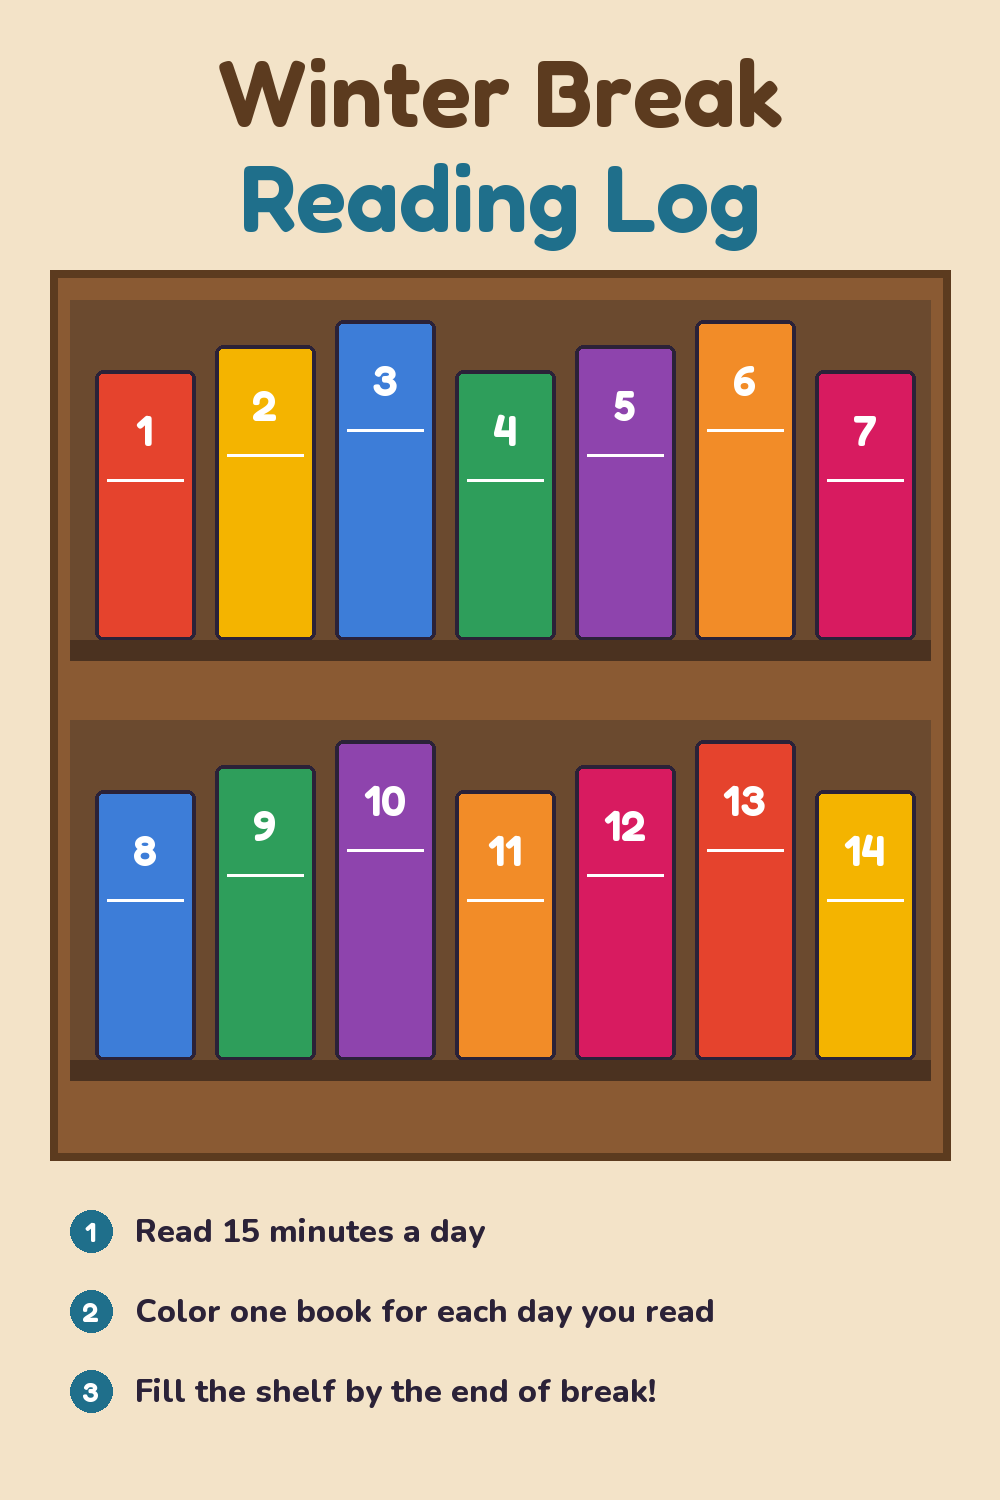 Winter Break
Reading Log
1 2 3 4 5 6 7
8 9 10 11 12 13 14
1 Read 15 minutes a day
2 Color one book for each day you read
3 Fill the shelf by the end of break!